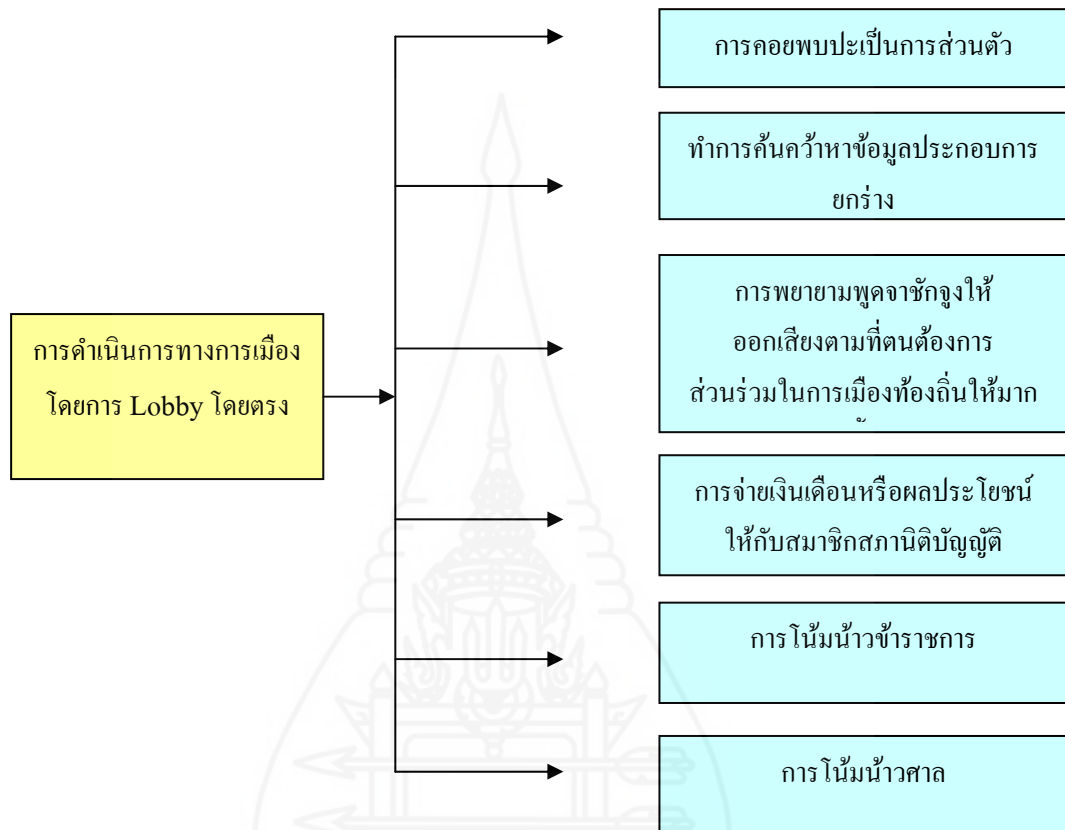 การคอยพบปะเป็นการส่วนตัว
ทำการค้นคว้าหาข้อมูลประกอบการ
ยกร่าง
การพยายามพูดจาชักจูงให้
ออกเสียงตามที่ตนต้องการ
ส่วนร่วมในการเมืองท้องถิ่นให้มาก
การดำเนินการทางการเมือง
โดยการ Lobby โดยตรง
การจ่ายเงินเดือนหรือผลประโยชน์
ให้กับสมาชิกสภานิติบัญญัติ
การโน้มน้าวข้าราชการ
การโน้มน้าวศาล